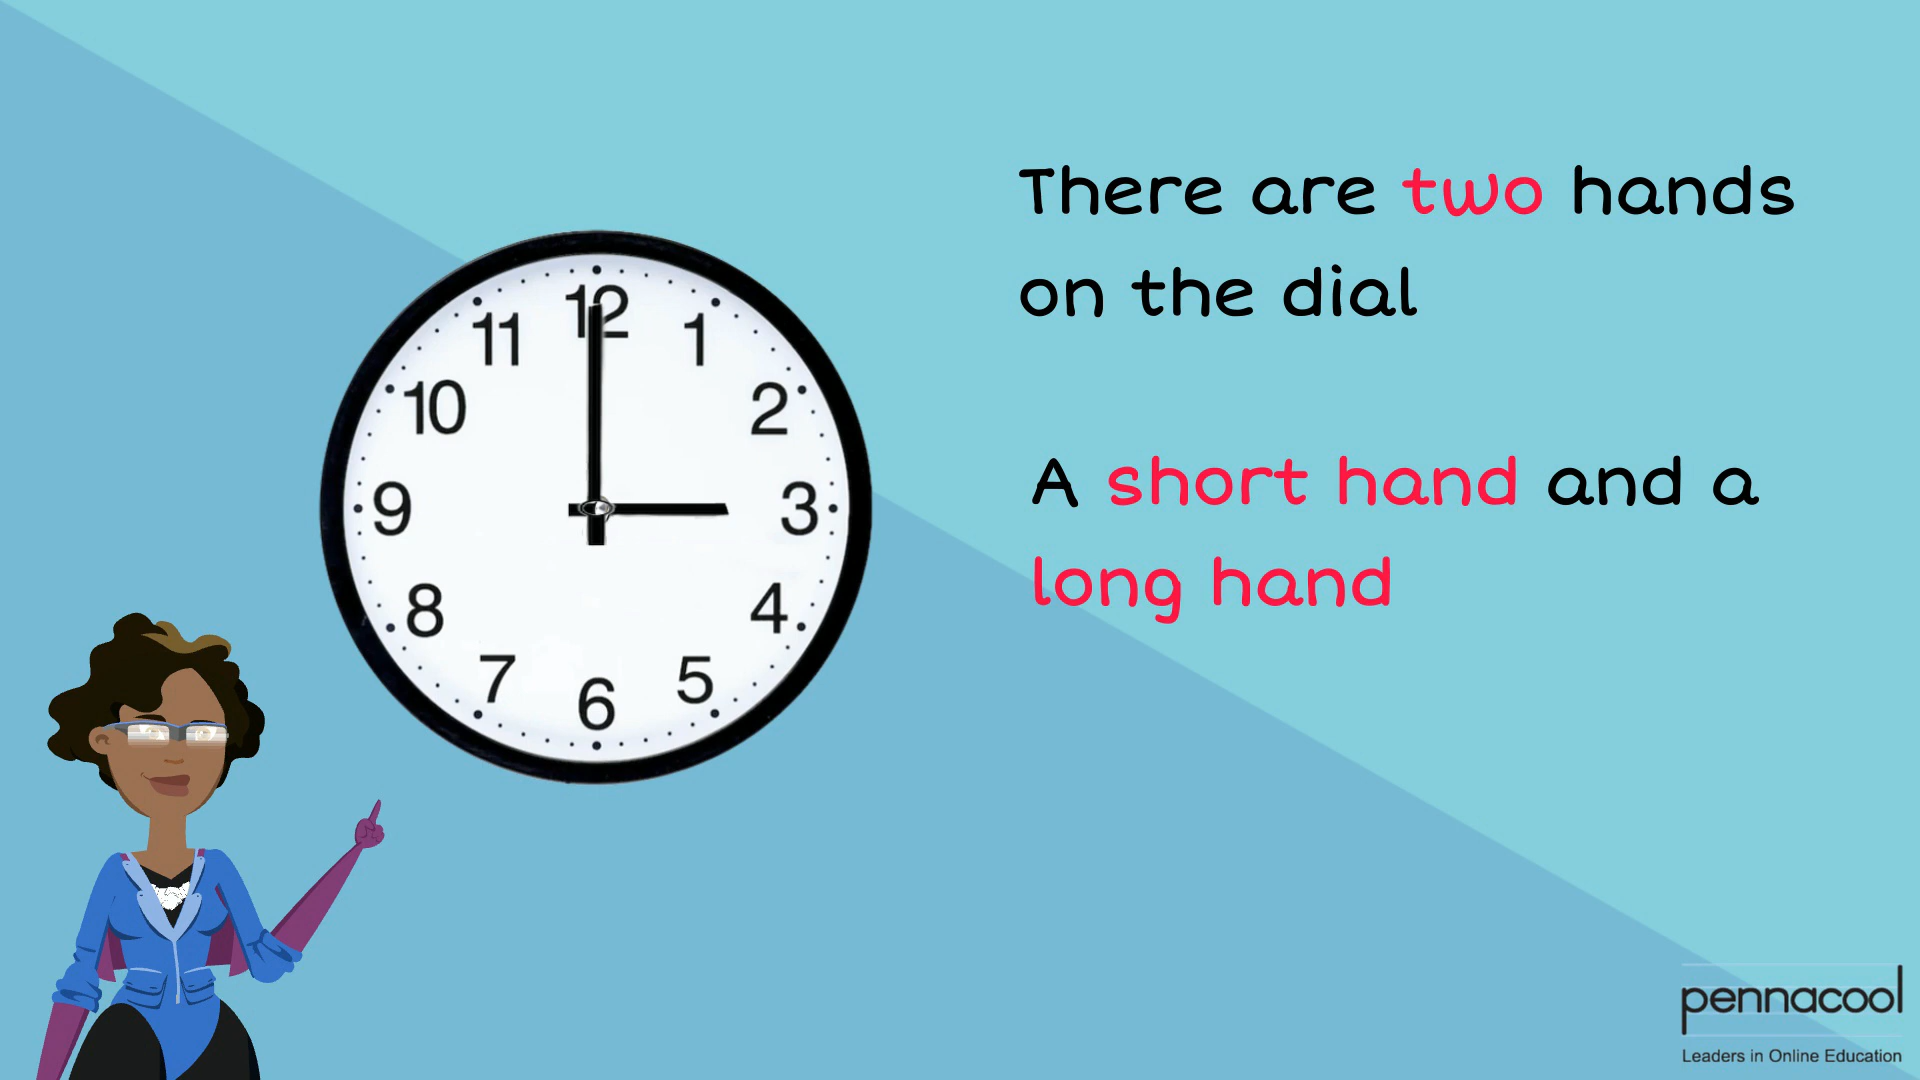 There are two hands
on the dial
A short hand and a
long hand
12
1
2
3
4
5
6
7
8
9
10
11
pennacool
Leaders in Online Education